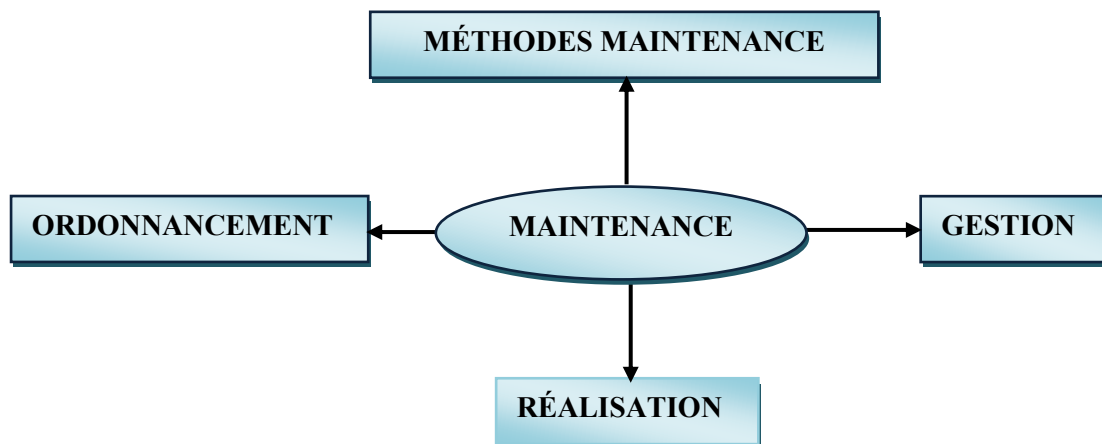 MÉTHODES MAINTENANCE
ORDONNANCEMENT
MAINTENANCE
GESTION
RÉALISATION